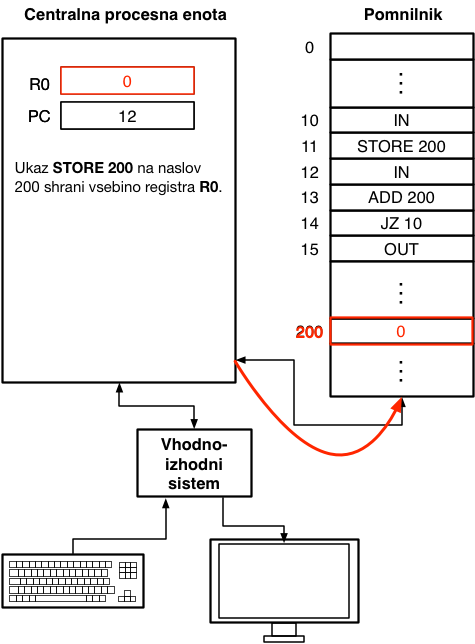 Centralna procesna enota
R0
0
PC
12
Ukaz STORE 200 na naslov
200 shrani vsebino registra R0.
Pomnilnik
0
⋮
10 IN
11 STORE 200
12 IN
13 ADD 200
14 JZ 10
15 OUT
⋮
200 0
⋮
Vhodno-
izhodni
sistem